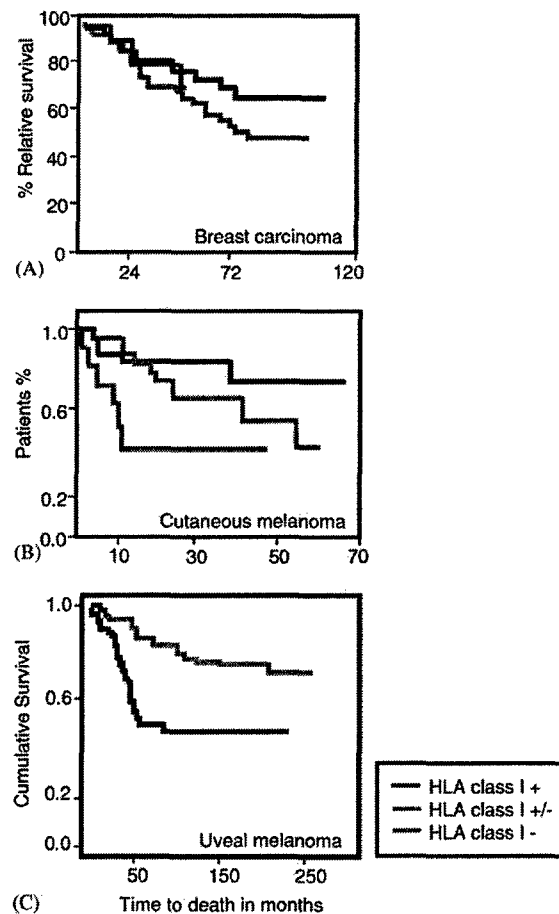 100
80
60
40
0
% Relative survival
Breast carcinoma
24
72
120
(A)
1.0
0.6
0.2
0.0
Patients %
Cutaneous melanoma
10
30
50
70
(B)
1.0
0.6
0.2
0.0
Cumulative Survival
Uveal melanoma
50
150
250
(C)
Time to death in months
HLA class I +
HLA class I +/-
HLA class I -